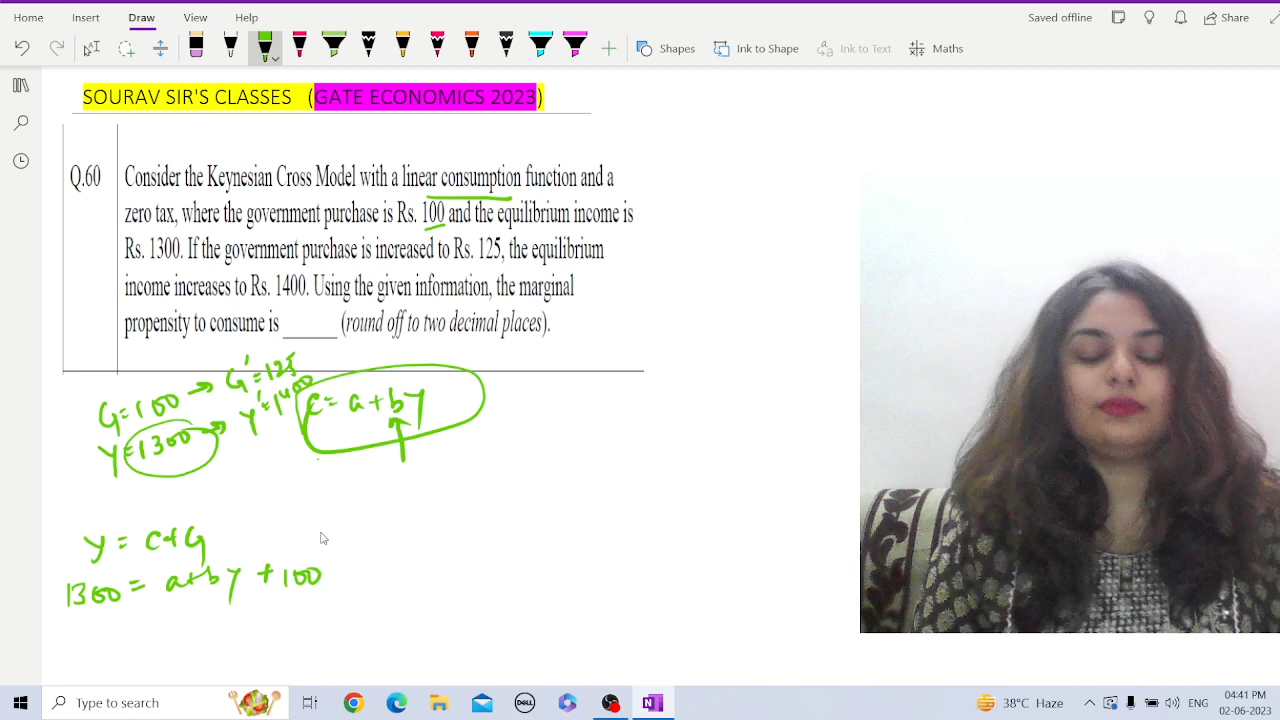 Home Insert Draw View Help
Saved offline Share
Shapes Ink to Shape Ink to Text Maths
SOURAV SIR'S CLASSES (GATE ECONOMICS 2023)
Q.60 Consider the Keynesian Cross Model with a linear consumption function and a
zero tax, where the government purchase is Rs. 100 and the equilibrium income is
Rs. 1300. If the government purchase is increased to Rs. 125, the equilibrium
income increases to Rs. 1400. Using the given information, the marginal
propensity to consume is ______ (round off to two decimal places).
G=100 → G'=125
Y=1300 → Y'=1400
C = a+bY
Y = C+G
1300 = a+bY +100
Type to search
DELL
38°C Haze
ENG
04:41 PM
02-06-2023